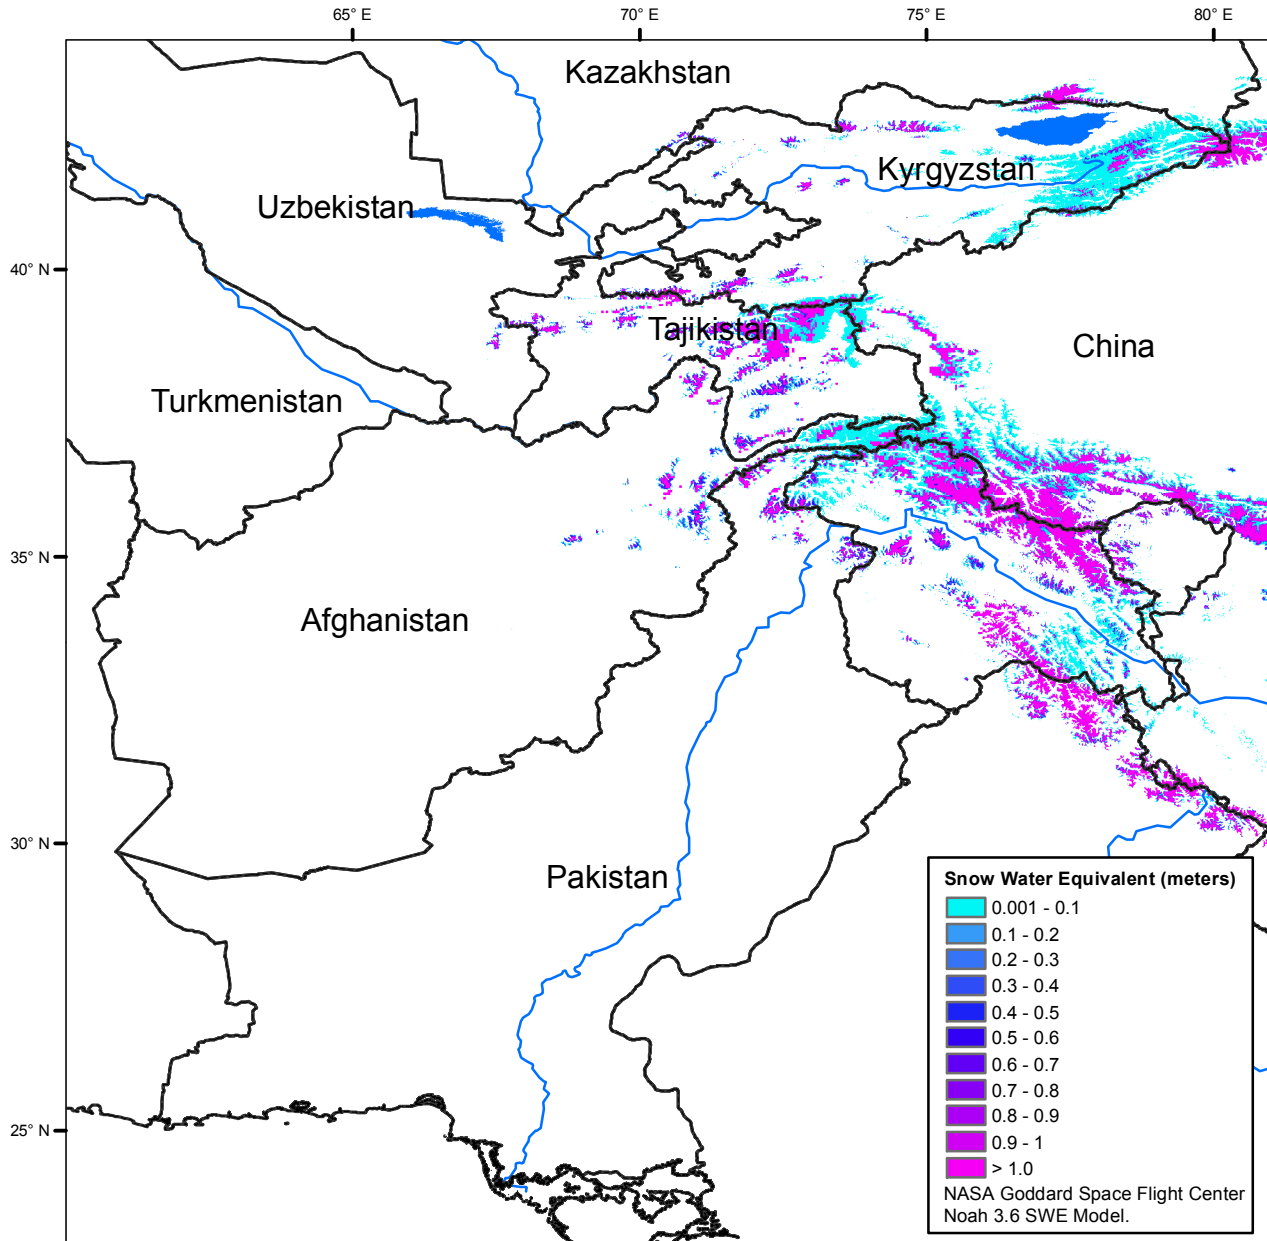 65° E
70° E
75° E
80° E
Kazakhstan
Kyrgyzstan
Uzbekistan
40° N
Tajikistan
China
Turkmenistan
35° N
Afghanistan
30° N
Pakistan
25° N
Snow Water Equivalent (meters)
0.001 - 0.1
0.1 - 0.2
0.2 - 0.3
0.3 - 0.4
0.4 - 0.5
0.5 - 0.6
0.6 - 0.7
0.7 - 0.8
0.8 - 0.9
0.9 - 1
> 1.0
NASA Goddard Space Flight Center
Noah 3.6 SWE Model.